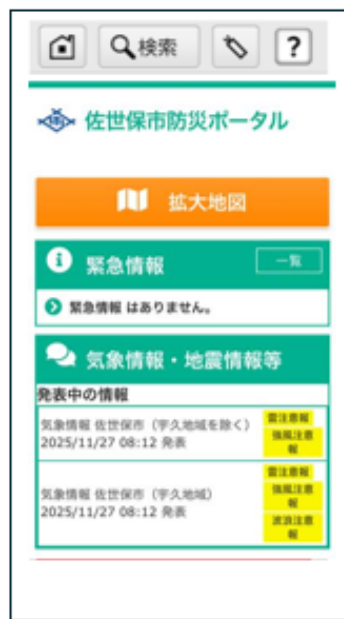 検索
?
佐世保市防災ポータル
拡大地図
緊急情報
一覧
緊急情報 はありません。
気象情報・地震情報等
発表中の情報
気象情報 佐世保市（宇久地域を除く）
2025/11/27 08:12 発表
雷注意報
強風注意
報
気象情報 佐世保市（宇久地域）
2025/11/27 08:12 発表
雷注意報
強風注意
報
波浪注意
報